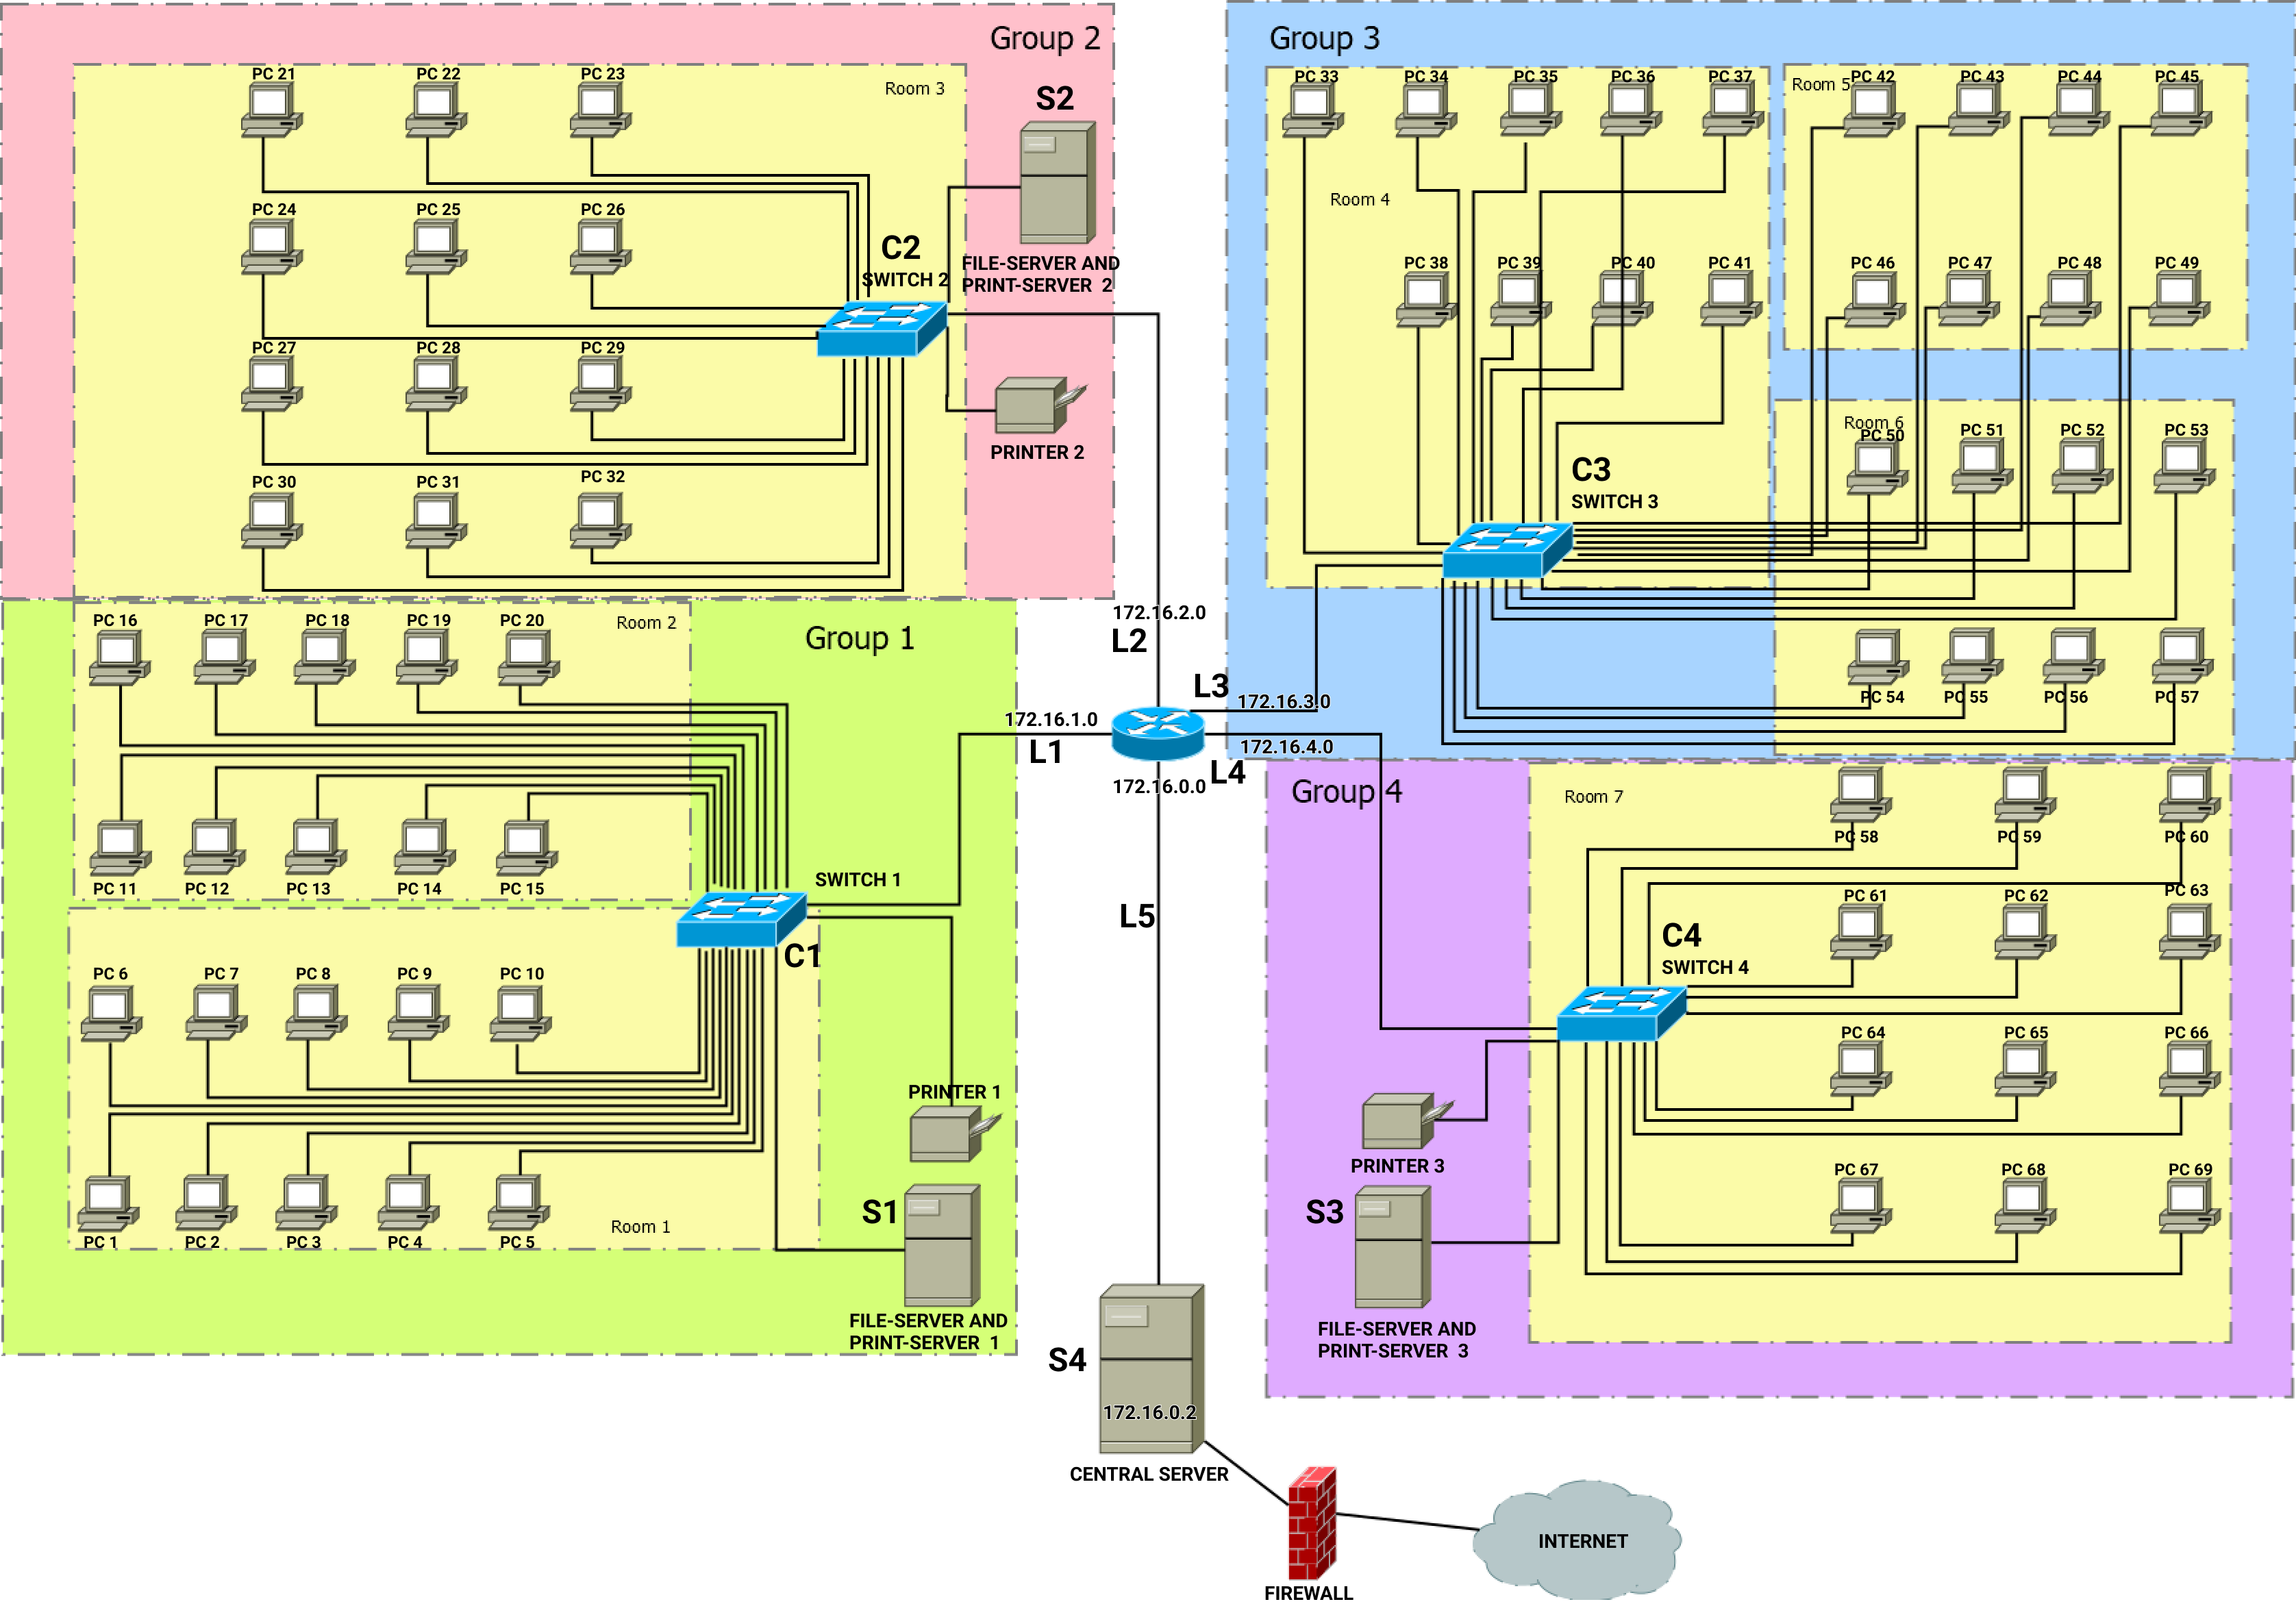 Group 2
Room 3
PC 21
PC 22
PC 23
S2
PC 24
PC 25
PC 26
C2
SWITCH 2
FILE-SERVER AND
PRINT-SERVER 2
PC 27
PC 28
PC 29
PRINTER 2
PC 30
PC 31
PC 32
Group 3
PC 33
PC 34
PC 35
PC 36
PC 37
Room 4
PC 38
PC 39
PC 40
PC 41
Room 5
PC 42
PC 43
PC 44
PC 45
PC 46
PC 47
PC 48
PC 49
C3
SWITCH 3
Room 6
PC 50
PC 51
PC 52
PC 53
PC 54
PC 55
PC 56
PC 57
Group 1
Room 2
PC 16
PC 17
PC 18
PC 19
PC 20
PC 11
PC 12
PC 13
PC 14
PC 15
SWITCH 1
C1
PC 6
PC 7
PC 8
PC 9
PC 10
PRINTER 1
PC 1
PC 2
PC 3
PC 4
PC 5
Room 1
S1
FILE-SERVER AND
PRINT-SERVER 1
172.16.2.0
L2
L3
172.16.3.0
172.16.1.0
L1
172.16.4.0
L4
172.16.0.0
L5
Group 4
Room 7
PC 58
PC 59
PC 60
PC 61
PC 62
PC 63
C4
SWITCH 4
PC 64
PC 65
PC 66
PRINTER 3
PC 67
PC 68
PC 69
S3
FILE-SERVER AND
PRINT-SERVER 3
S4
172.16.0.2
CENTRAL SERVER
FIREWALL
INTERNET